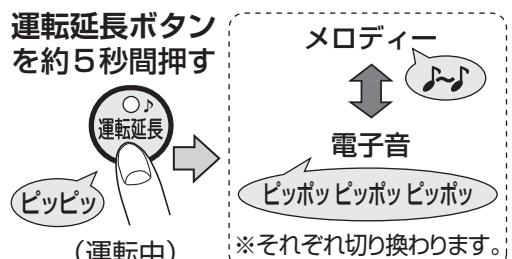 運転延長ボタン
を約5秒間押す
運転延長
ピッピッ
(運転中)
メロディー
電子音
ピッポッ ピッポッ ピッポッ
※それぞれ切り換わります。